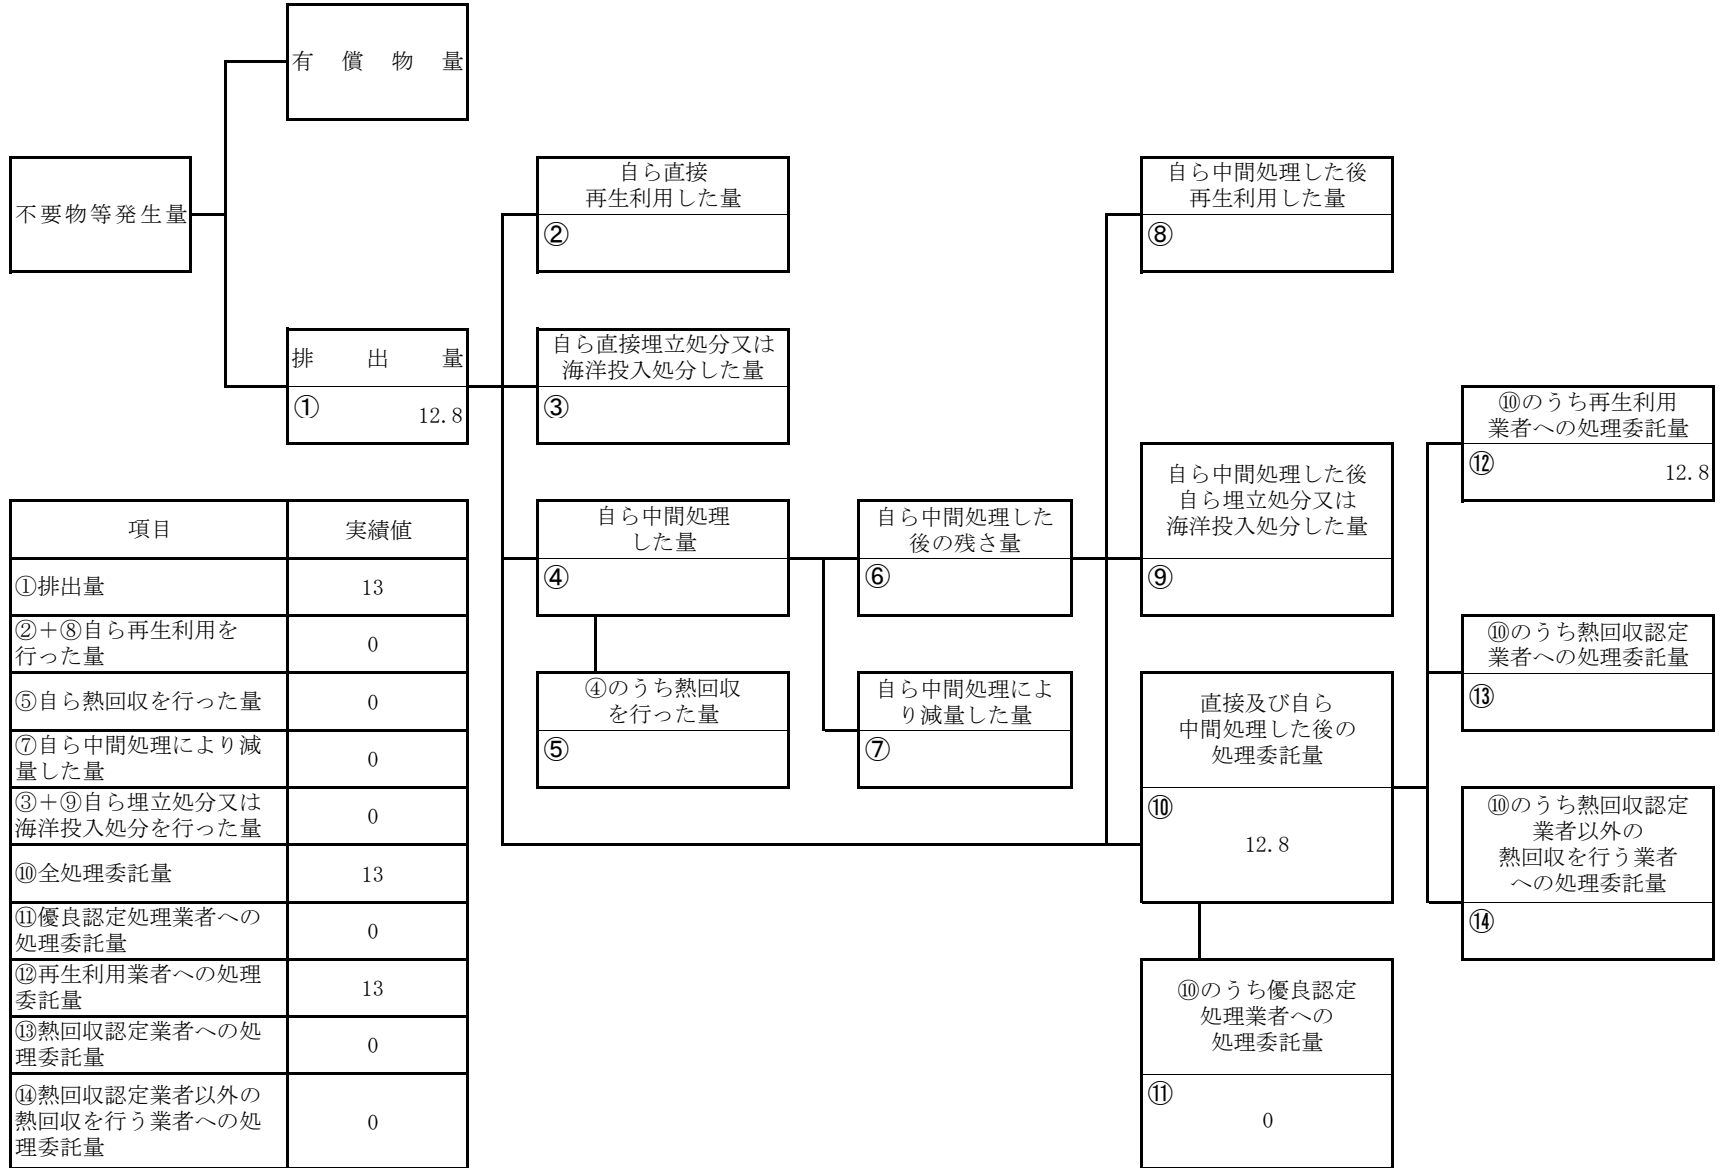 有償物量
不要物等発生量
排出量
①
12.8
自ら直接
再生利用した量
②
自ら直接埋立処分又は
海洋投入処分した量
③
自ら中間処理
した量
④
④のうち熱回収
を行った量
⑤
自ら中間処理した
後の残さ量
⑥
自ら中間処理によ
り減量した量
⑦
自ら中間処理した後
再生利用した量
⑧
自ら中間処理した後
自ら埋立処分又は
海洋投入処分した量
⑨
直接及び自ら
中間処理した後の
処理委託量
⑩
12.8
⑩のうち優良認定
処理業者への
処理委託量
⑪
0
⑩のうち再生利用
業者への処理委託量
⑫
12.8
⑩のうち熱回収認定
業者への処理委託量
⑬
⑩のうち熱回収認定
業者以外の
熱回収を行う業者
への処理委託量
⑭
項目 実績値
①排出量 13
②+⑧自ら再生利用を
行った量 0
⑤自ら熱回収を行った量 0
⑦自ら中間処理により減
量した量 0
③+⑨自ら埋立処分又は
海洋投入処分を行った量 0
⑩全処理委託量 13
⑪優良認定処理業者への
処理委託量 0
⑫再生利用業者への処理
委託量 13
⑬熱回収認定業者への処
理委託量 0
⑭熱回収認定業者以外の
熱回収を行う業者への処
理委託量 0